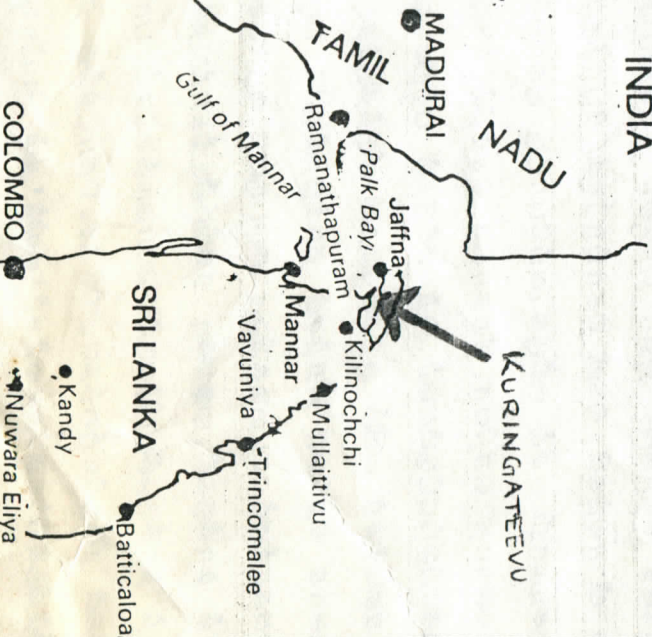 INDIA
MADURAI
TAMIL
NADU
Ramanathapuram
Palk Bay
Gulf of Mannar
Jaffna
KURINGATEEVU
Kilinochchi
Mannar
Mullaittivu
Vavuniya
Trincomalee
SRI LANKA
COLOMBO
Kandy
Nuwara Eliya
Batticaloa